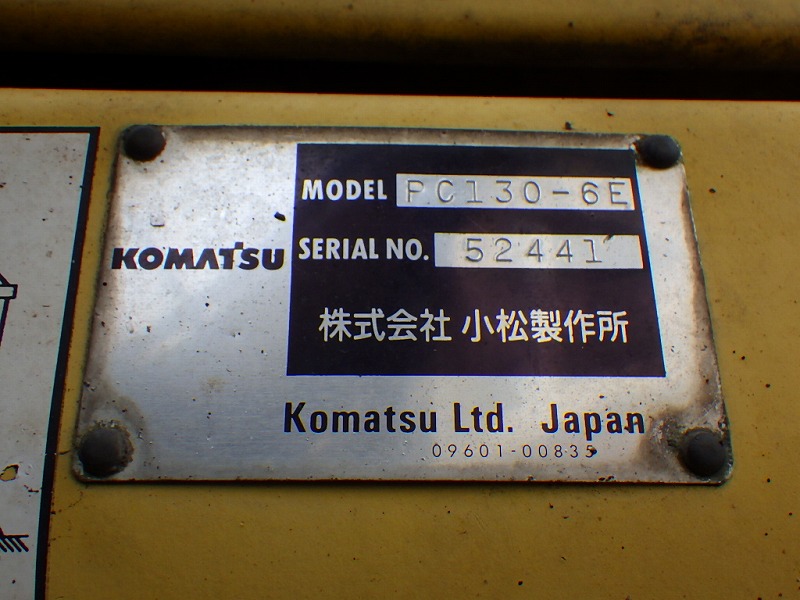 KOMATSU
MODEL PC130-6E
SERIAL NO. 52441
株式会社 小松製作所
Komatsu Ltd. Japan
09601-00835